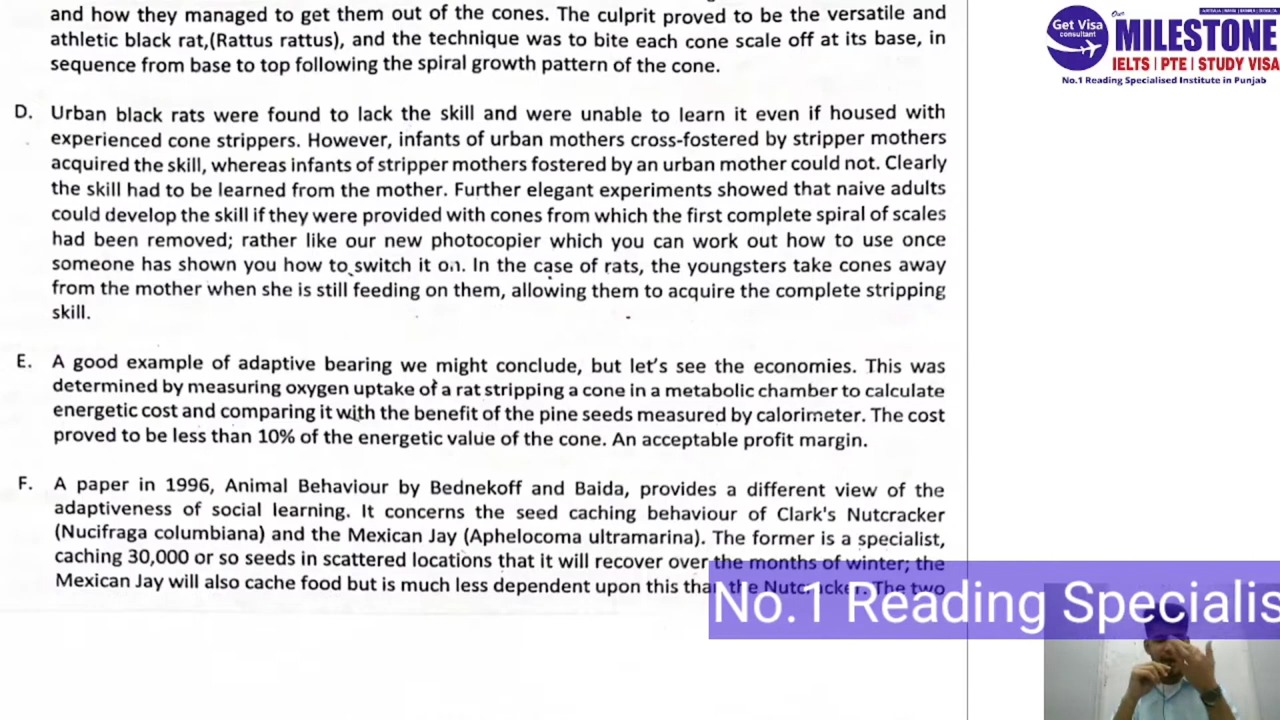 and how they managed to get them out of the cones. The culprit proved to be the versatile and
athletic black rat,(Rattus rattus), and the technique was to bite each cone scale off at its base, in
sequence from base to top following the spiral growth pattern of the cone.
D. Urban black rats were found to lack the skill and were unable to learn it even if housed with
experienced cone strippers. However, infants of urban mothers cross-fostered by stripper mothers
acquired the skill, whereas infants of stripper mothers fostered by an urban mother could not. Clearly
the skill had to be learned from the mother. Further elegant experiments showed that naive adults
could develop the skill if they were provided with cones from which the first complete spiral of scales
had been removed; rather like our new photocopier which you can work out how to use once
someone has shown you how to switch it on. In the case of rats, the youngsters take cones away
from the mother when she is still feeding on them, allowing them to acquire the complete stripping
skill.
E. A good example of adaptive bearing we might conclude, but let's see the economies. This was
determined by measuring oxygen uptake of a rat stripping a cone in a metabolic chamber to calculate
energetic cost and comparing it with the benefit of the pine seeds measured by calorimeter. The cost
proved to be less than 10% of the energetic value of the cone. An acceptable profit margin.
F. A paper in 1996, Animal Behaviour by Bednekoff and Baida, provides a different view of the
adaptiveness of social learning. It concerns the seed caching behaviour of Clark's Nutcracker
(Nucifraga columbiana) and the Mexican Jay (Aphelocoma ultramarina). The former is a specialist,
caching 30,000 or so seeds in scattered locations that it will recover over the months of winter; the
Mexican Jay will also cache food but is much less dependent upon this than the Nutcracker. The two
Get Visa
consultant
Our
MILESTONE
IELTS | PTE | STUDY VISA
No.1 Reading Specialised Institute in Punjab
No.1 Reading Specialis